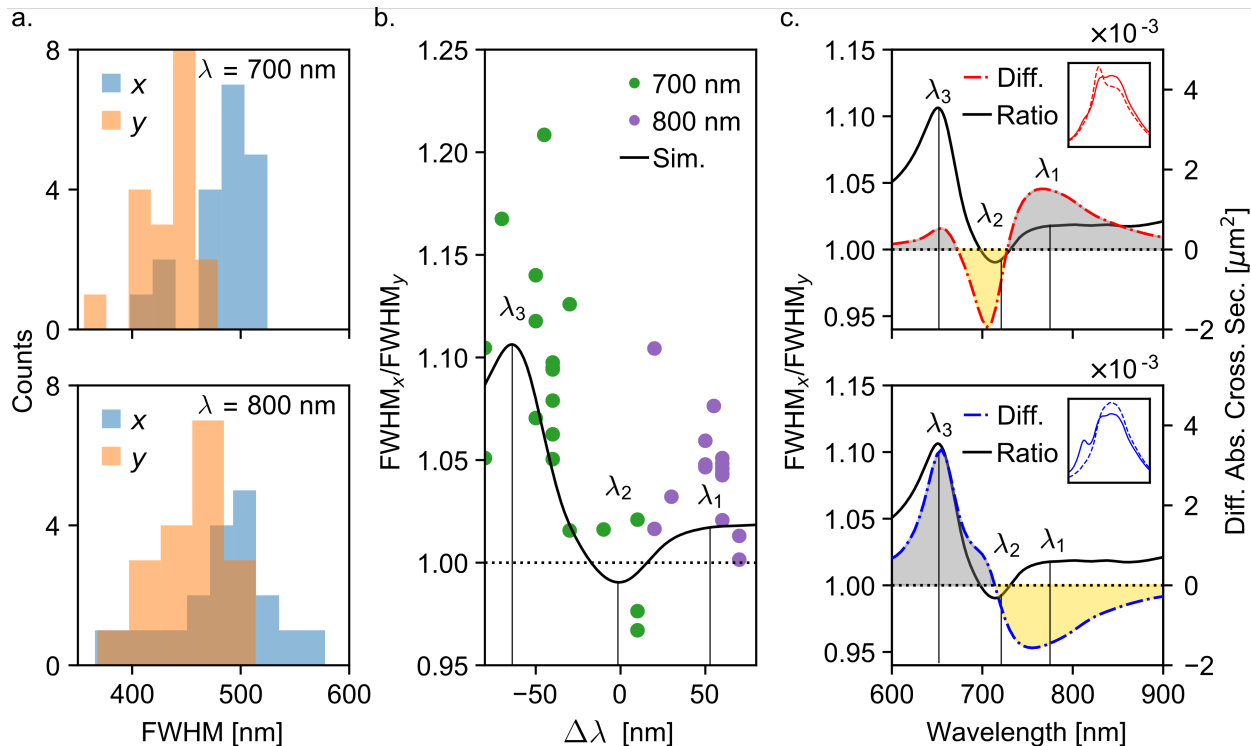 a.
8
4
0
x
y
λ = 700 nm
8
4
0
x
y
λ = 800 nm
400
500
600
Counts
FWHM [nm]
b.
1.25
1.20
1.15
1.10
1.05
1.00
0.95
FWHMx/FWHMy
700 nm
800 nm
Sim.
λ3
λ2
λ1
−50
0
50
Δλ [nm]
c.
×10−3
1.15
1.10
1.05
1.00
0.95
λ3
Diff.
Ratio
λ2
λ1
4
2
0
−2
×10−3
1.15
1.10
1.05
1.00
0.95
λ3
Diff.
Ratio
λ2
λ1
4
2
0
−2
FWHMx/FWHMy
Diff. Abs. Cross. Sec. [μm2]
600
700
800
900
Wavelength [nm]